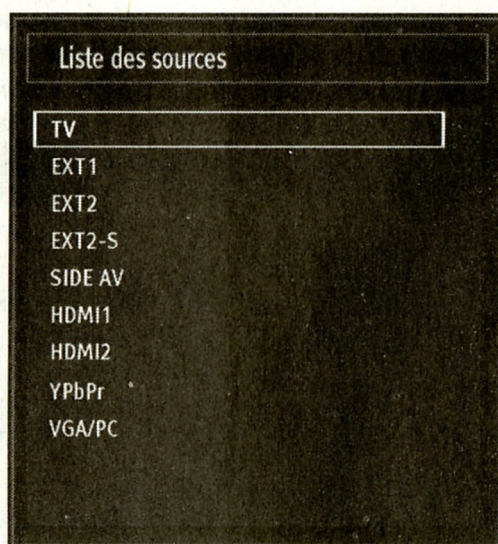 Liste des sources
TV
EXT1
EXT2
EXT2-S
SIDE AV
HDMI1
HDMI2
YPbPr
VGA/PC